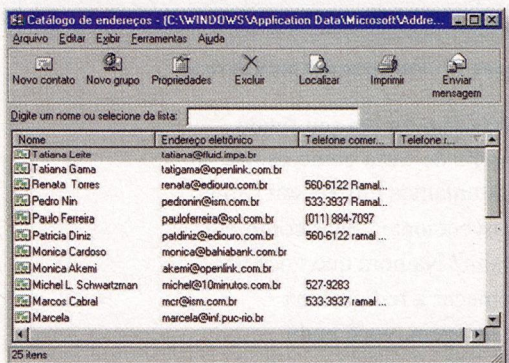 Catálogo de endereços - (C:\WINDOWS\Application Data\Microsoft\Addre...
Arquivo Editar Exibir Ferramentas Ajuda
Novo contato Novo grupo Propriedades Excluir Localizar Imprimir Enviar mensagem
Digite um nome ou selecione da lista:
Nome Endereço eletrônico Telefone comer... Telefone r...
Tatiana Leite tatiana@fluid.impa.br
Tatiana Gama tatigama@openlink.com.br
Renata Torres renata@ediouro.com.br 560-6122 Ramal...
Pedro Nin pedronin@ism.com.br 533-3937 Ramal...
Paulo Ferreira pauloferreira@sol.com.br (011) 884-7097
Patricia Diniz patdiniz@ediouro.com.br 560-6122 ramal ...
Monica Cardoso monica@bahiabank.com.br
Monica Akemi akemi@openlink.com.br
Michel L. Schwartzman michel@10minutos.com.br 527-9283
Marcos Cabral mcr@ism.com.br 533-3937 ramal ...
Marcela marcela@inf.puc-rio.br
25 itens